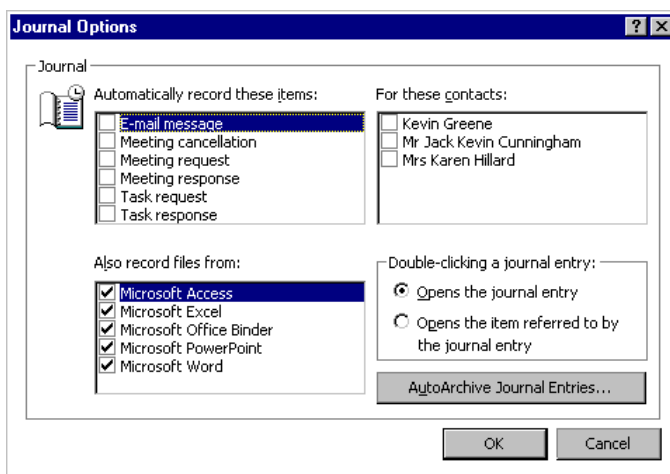 Journal Options
Journal
Automatically record these items:
E-mail message
Meeting cancellation
Meeting request
Meeting response
Task request
Task response
For these contacts:
Kevin Greene
Mr Jack Kevin Cunningham
Mrs Karen Hillard
Also record files from:
Microsoft Access
Microsoft Excel
Microsoft Office Binder
Microsoft PowerPoint
Microsoft Word
Double-clicking a journal entry:
Opens the journal entry
Opens the item referred to by
the journal entry
AutoArchive Journal Entries...
OK
Cancel